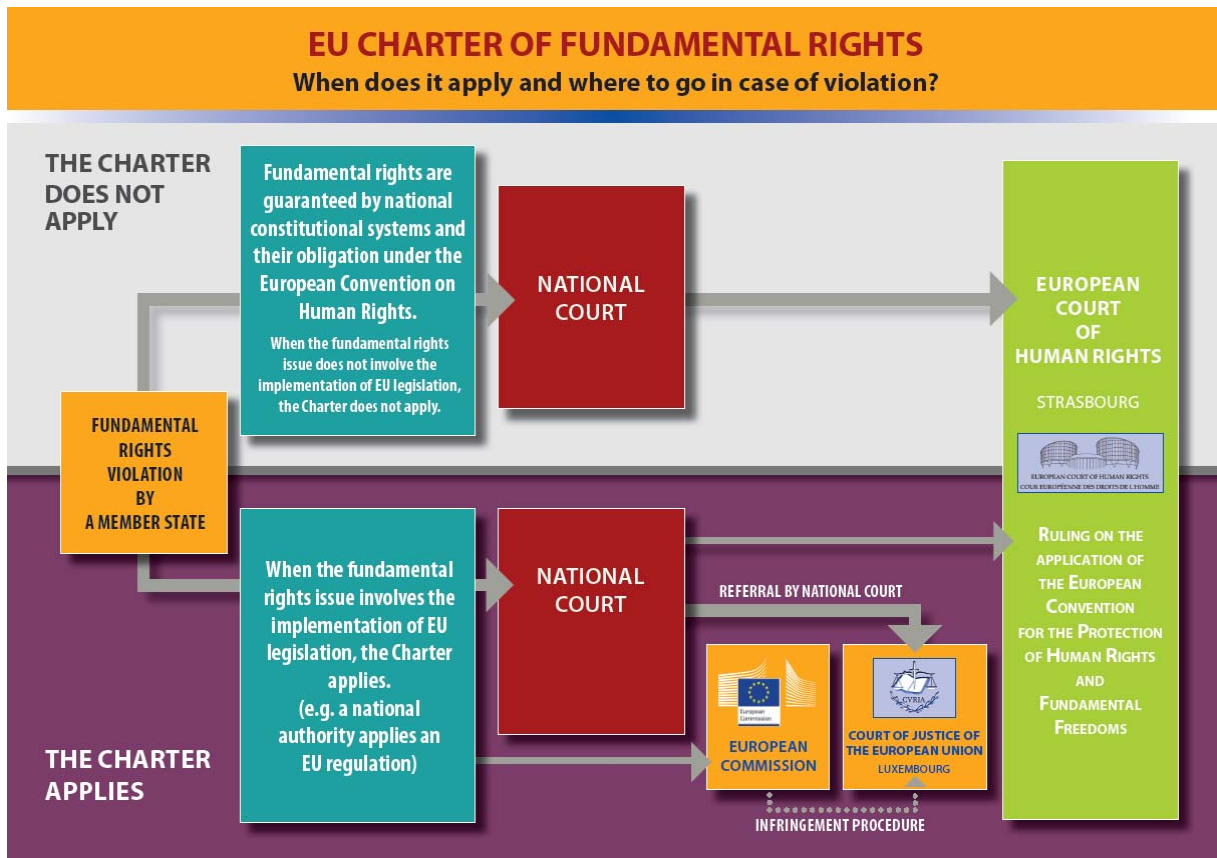 EU CHARTER OF FUNDAMENTAL RIGHTS
When does it apply and where to go in case of violation?
THE CHARTER
DOES NOT
APPLY
Fundamental rights are
guaranteed by national
constitutional systems and
their obligation under the
European Convention on
Human Rights.
When the fundamental rights
issue does not involve the
implementation of EU legislation,
the Charter does not apply.
NATIONAL
COURT
EUROPEAN
COURT
OF
HUMAN RIGHTS
STRASBOURG
EUROPEAN COURT OF HUMAN RIGHTS
COUR EUROPÉENNE DES DROITS DE L'HOMME
RULING ON THE
APPLICATION OF
THE EUROPEAN
CONVENTION
FOR THE PROTECTION
OF HUMAN RIGHTS
AND
FUNDAMENTAL
FREEDOMS
FUNDAMENTAL
RIGHTS
VIOLATION
BY
A MEMBER STATE
When the fundamental
rights issue involves the
implementation of EU
legislation, the Charter
applies.
(e.g. a national
authority applies an
EU regulation)
NATIONAL
COURT
REFERRAL BY NATIONAL COURT
European
Commission
EUROPEAN
COMMISSION
CVRIA
COURT OF JUSTICE OF
THE EUROPEAN UNION
LUXEMBOURG
INFRINGEMENT PROCEDURE
THE CHARTER
APPLIES